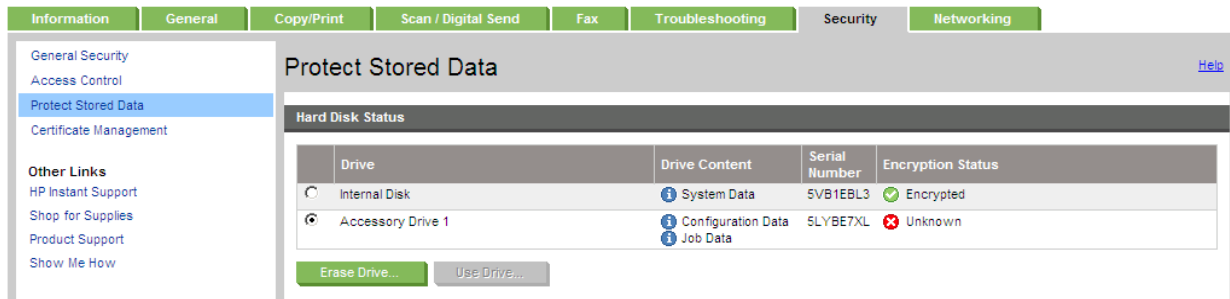 Information General Copy/Print Scan / Digital Send Fax Troubleshooting Security Networking
General Security
Access Control
Protect Stored Data
Certificate Management
Other Links
HP Instant Support
Shop for Supplies
Product Support
Show Me How
Protect Stored Data
Help
Hard Disk Status
Drive Drive Content Serial Number Encryption Status
Internal Disk System Data 5VB1EBL3 Encrypted
Accessory Drive 1 Configuration Data 5LYBE7XL Unknown
Job Data
Erase Drive... Use Drive...